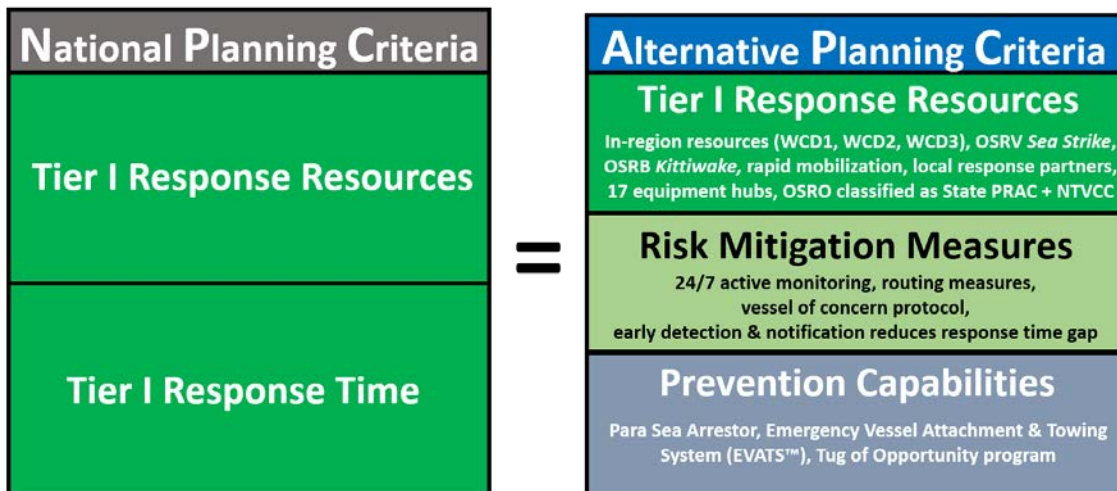 National Planning Criteria
Tier I Response Resources
Tier I Response Time
=
Alternative Planning Criteria
Tier I Response Resources
In-region resources (WCD1, WCD2, WCD3), OSRV Sea Strike,
OSRB Kittiwake, rapid mobilization, local response partners,
17 equipment hubs, OSRO classified as State PRAC + NTVCC
Risk Mitigation Measures
24/7 active monitoring, routing measures,
vessel of concern protocol,
early detection & notification reduces response time gap
Prevention Capabilities
Para Sea Arrestor, Emergency Vessel Attachment & Towing
System (EVATS™), Tug of Opportunity program